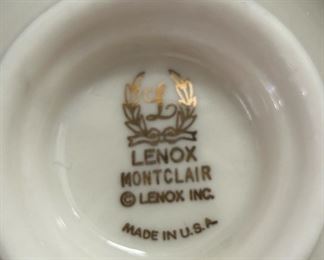 L
LENOX
MONTCLAIR
© LENOX INC.
MADE IN U.S.A.